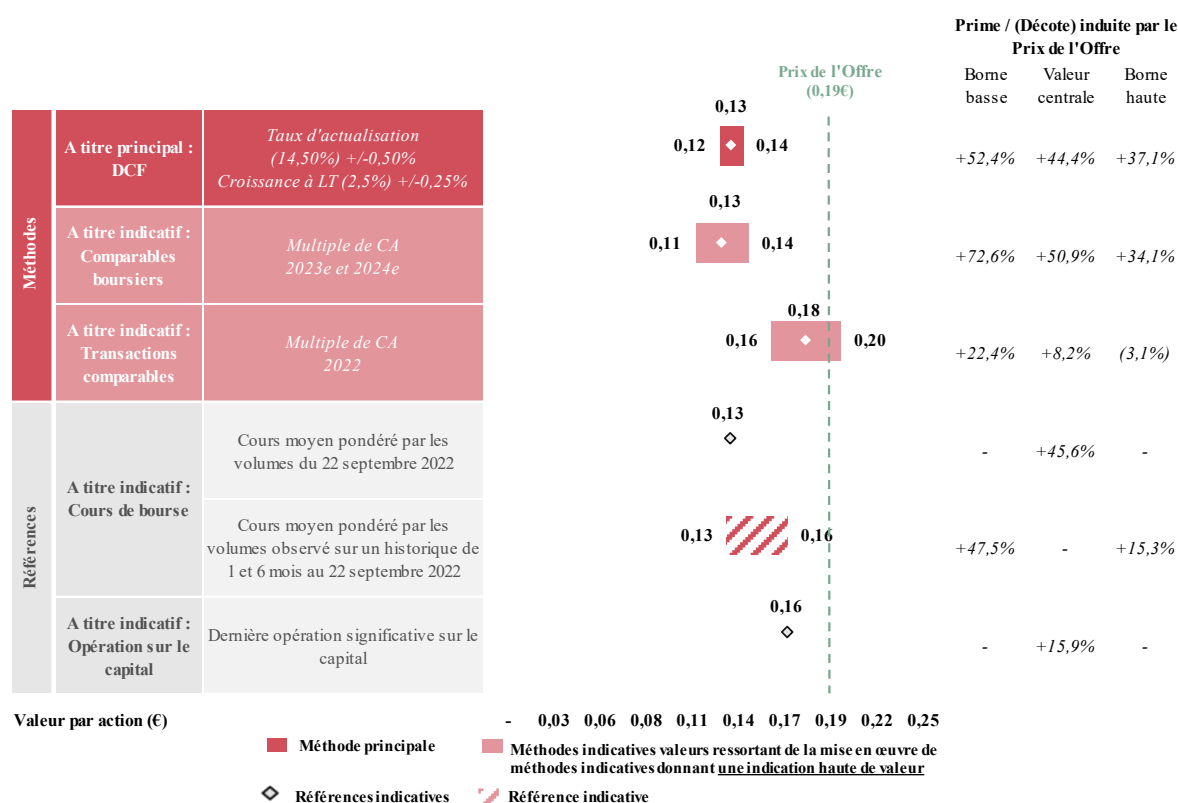 Prime / (Décote) induite par le
Prix de l'Offre
Prix de l'Offre
(0,19€)
Borne
basse
Valeur
centrale
Borne
haute
Méthodes
A titre principal :
DCF
Taux d'actualisation
(14,50%) +/-0,50%
Croissance à LT (2,5%) +/-0,25%
0,13
0,12
0,14
+52,4% +44,4% +37,1%
A titre indicatif :
Comparables
boursiers
Multiple de CA
2023e et 2024e
0,13
0,11
0,14
+72,6% +50,9% +34,1%
A titre indicatif :
Transactions
comparables
Multiple de CA
2022
0,18
0,16
0,20
+22,4% +8,2% (3,1%)
Références
A titre indicatif :
Cours de bourse
Cours moyen pondéré par les
volumes du 22 septembre 2022
0,13
- +45,6% -
Cours moyen pondéré par les
volumes observé sur un historique de
1 et 6 mois au 22 septembre 2022
0,13
0,16
+47,5% - +15,3%
A titre indicatif :
Opération sur le
capital
Dernière opération significative sur le
capital
0,16
- +15,9% -
Valeur par action (€)
- 0,03 0,06 0,08 0,11 0,14 0,17 0,19 0,22 0,25
Méthode principale
Méthodes indicatives valeurs ressortant de la mise en œuvre de
méthodes indicatives donnant une indication haute de valeur
Références indicatives
Référence indicative